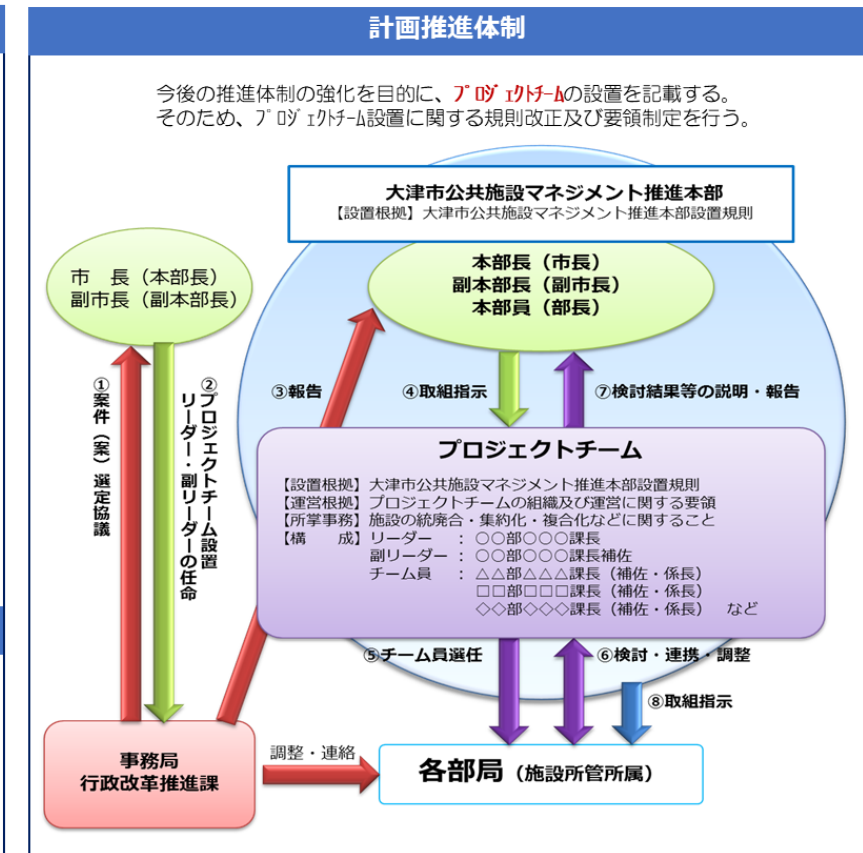 計画推進体制
今後の推進体制の強化を目的に、ﾌﾟﾛｼﾞｪｸﾄﾁｰﾑの設置を記載する。
そのため、ﾌﾟﾛｼﾞｪｸﾄﾁｰﾑ設置に関する規則改正及び要領制定を行う。
大津市公共施設マネジメント推進本部
【設置根拠】大津市公共施設マネジメント推進本部設置規則
市　長（本部長）
副市長（副本部長）
本部長（市長）
副本部長（副市長）
本部員（部長）
①案件（案）選定協議
②プロジェクトチーム設置
リーダー・副リーダーの任命
③報告
④取組指示
⑦検討結果等の説明・報告
プロジェクトチーム
【設置根拠】大津市公共施設マネジメント推進本部設置規則
【運営根拠】プロジェクトチームの組織及び運営に関する要領
【所掌事務】施設の統廃合・集約化・複合化などに関すること
【構　　成】リーダー　：　○○部○○○課長
副リーダー：　○○部○○○課長補佐
チーム員　：　△△部△△△課長（補佐・係長）
□□部□□□課長（補佐・係長）
◇◇部◇◇◇課長（補佐・係長）　など
⑤チーム員選任
⑥検討・連携・調整
⑧取組指示
事務局
行政改革推進課
調整・連絡
各部局（施設所管所属）